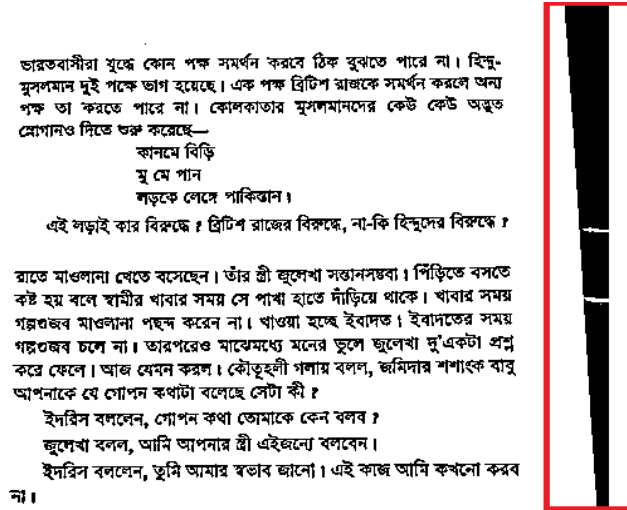 ভারতবাসীরা যুদ্ধে কোন পক্ষ সমর্থন করবে ঠিক বুঝতে পারে না। হিন্দু-
মুসলমান দুই পক্ষে ভাগ হয়েছে। এক পক্ষ ব্রিটিশ রাজকে সমর্থন করলে অন্য
পক্ষ তা করতে পারে না। কোলকাতার মুসলমানদের কেউ কেউ অদ্ভুত
স্লোগানও দিতে শুরু করেছে—
কানমে বিড়ি
মু মে পান
লড়কে লেঙ্গে পাকিস্তান।
এই লড়াই কার বিরুদ্ধে? ব্রিটিশ রাজের বিরুদ্ধে, না-কি হিন্দুদের বিরুদ্ধে?
রাতে মাওলানা খেতে বসেছেন। তাঁর স্ত্রী জুলেখা সন্তানসম্ভবা। পিঁড়িতে বসতে
কষ্ট হয় বলে স্বামীর খাবার সময় সে পাখা হাতে দাঁড়িয়ে থাকে। খাবার সময়
গল্পগুজব মাওলানা পছন্দ করেন না। খাওয়া হচ্ছে ইবাদত। ইবাদতের সময়
গল্পগুজব চলে না। তারপরেও মাঝেমধ্যে মনের ভুলে জুলেখা দু'একটা প্রশ্ন
করে ফেলে। আজ যেমন করল। কৌতূহলী গলায় বলল, জমিদার শশাংক বাবু
আপনাকে যে গোপন কথাটা বলেছে সেটা কী?
ইদরিস বললেন, গোপন কথা তোমাকে কেন বলব?
জুলেখা বলল, আমি আপনার স্ত্রী এইজন্যে বলবেন।
ইদরিস বললেন, তুমি আমার স্বভাব জানো। এই কাজ আমি কখনো করব
না।